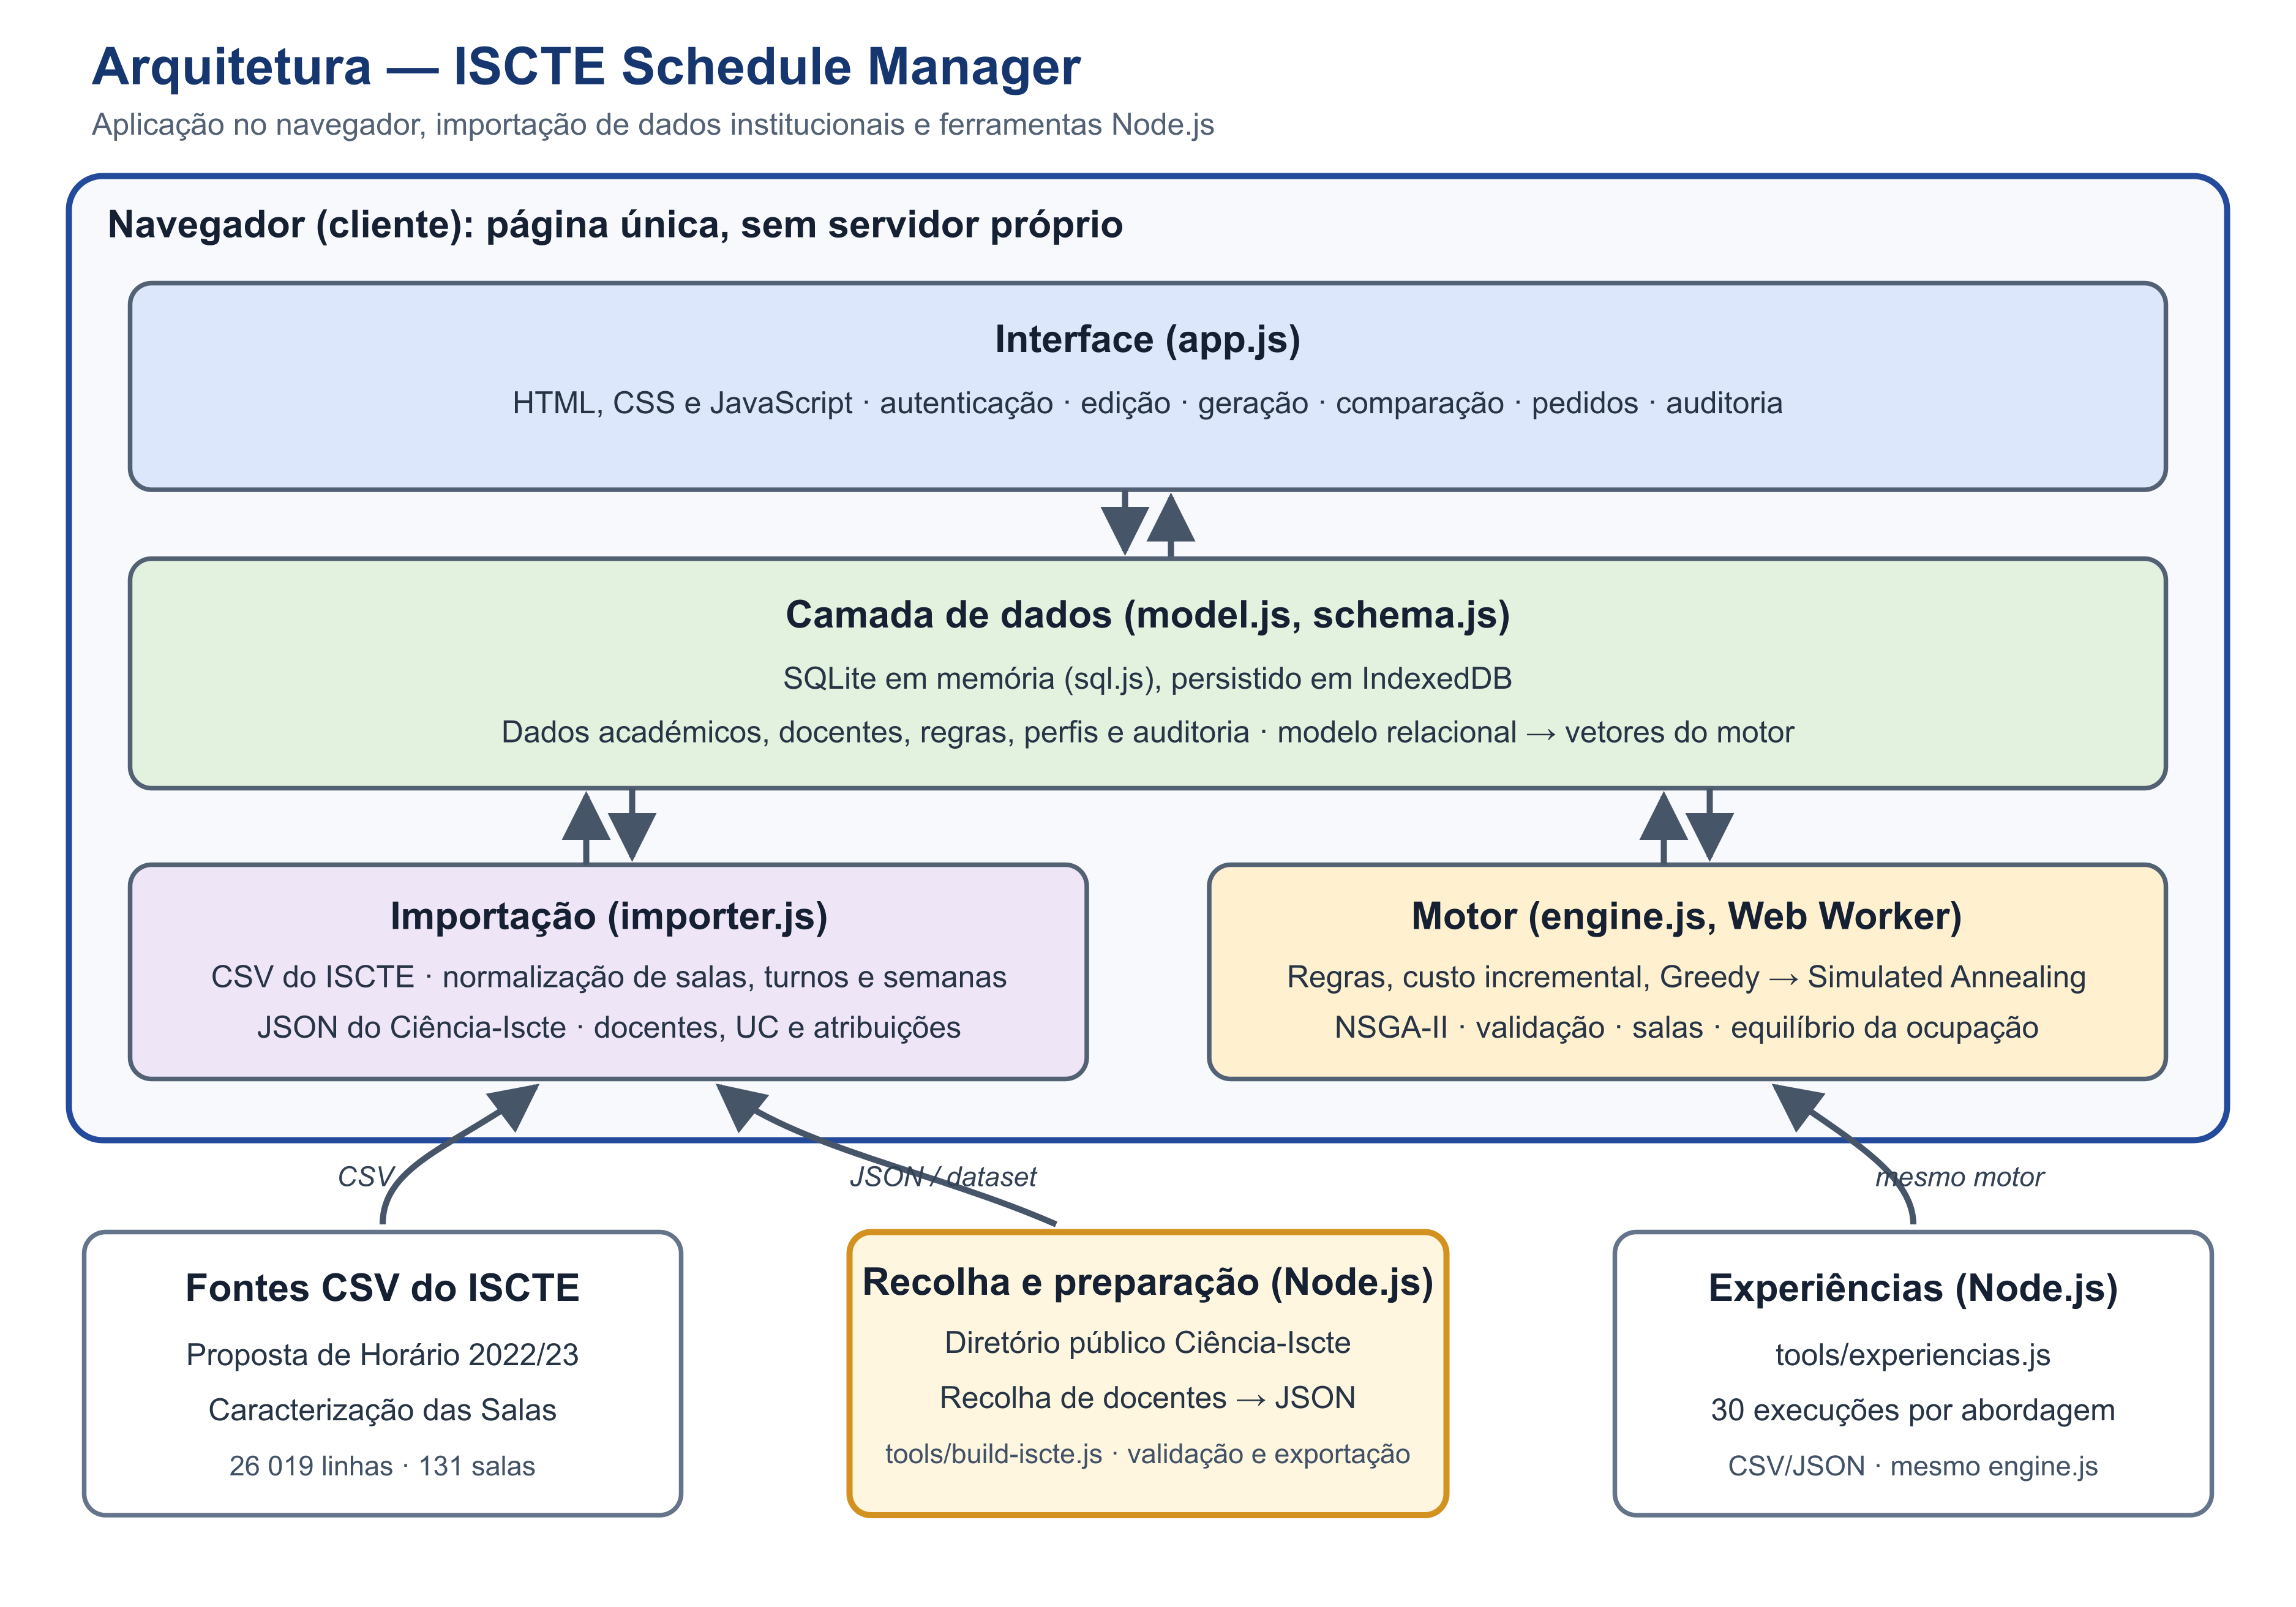 Arquitetura — ISCTE Schedule Manager
Aplicação no navegador, importação de dados institucionais e ferramentas Node.js
Navegador (cliente): página única, sem servidor próprio
Interface (app.js)
HTML, CSS e JavaScript · autenticação · edição · geração · comparação · pedidos · auditoria
Camada de dados (model.js, schema.js)
SQLite em memória (sql.js), persistido em IndexedDB
Dados académicos, docentes, regras, perfis e auditoria · modelo relacional → vetores do motor
Importação (importer.js)
CSV do ISCTE · normalização de salas, turnos e semanas
JSON do Ciência-Iscte · docentes, UC e atribuições
Motor (engine.js, Web Worker)
Regras, custo incremental, Greedy → Simulated Annealing
NSGA-II · validação · salas · equilíbrio da ocupação
CSV
JSON / dataset
mesmo motor
Fontes CSV do ISCTE
Proposta de Horário 2022/23
Caracterização das Salas
26 019 linhas · 131 salas
Recolha e preparação (Node.js)
Diretório público Ciência-Iscte
Recolha de docentes → JSON
tools/build-iscte.js · validação e exportação
Experiências (Node.js)
tools/experiencias.js
30 execuções por abordagem
CSV/JSON · mesmo engine.js